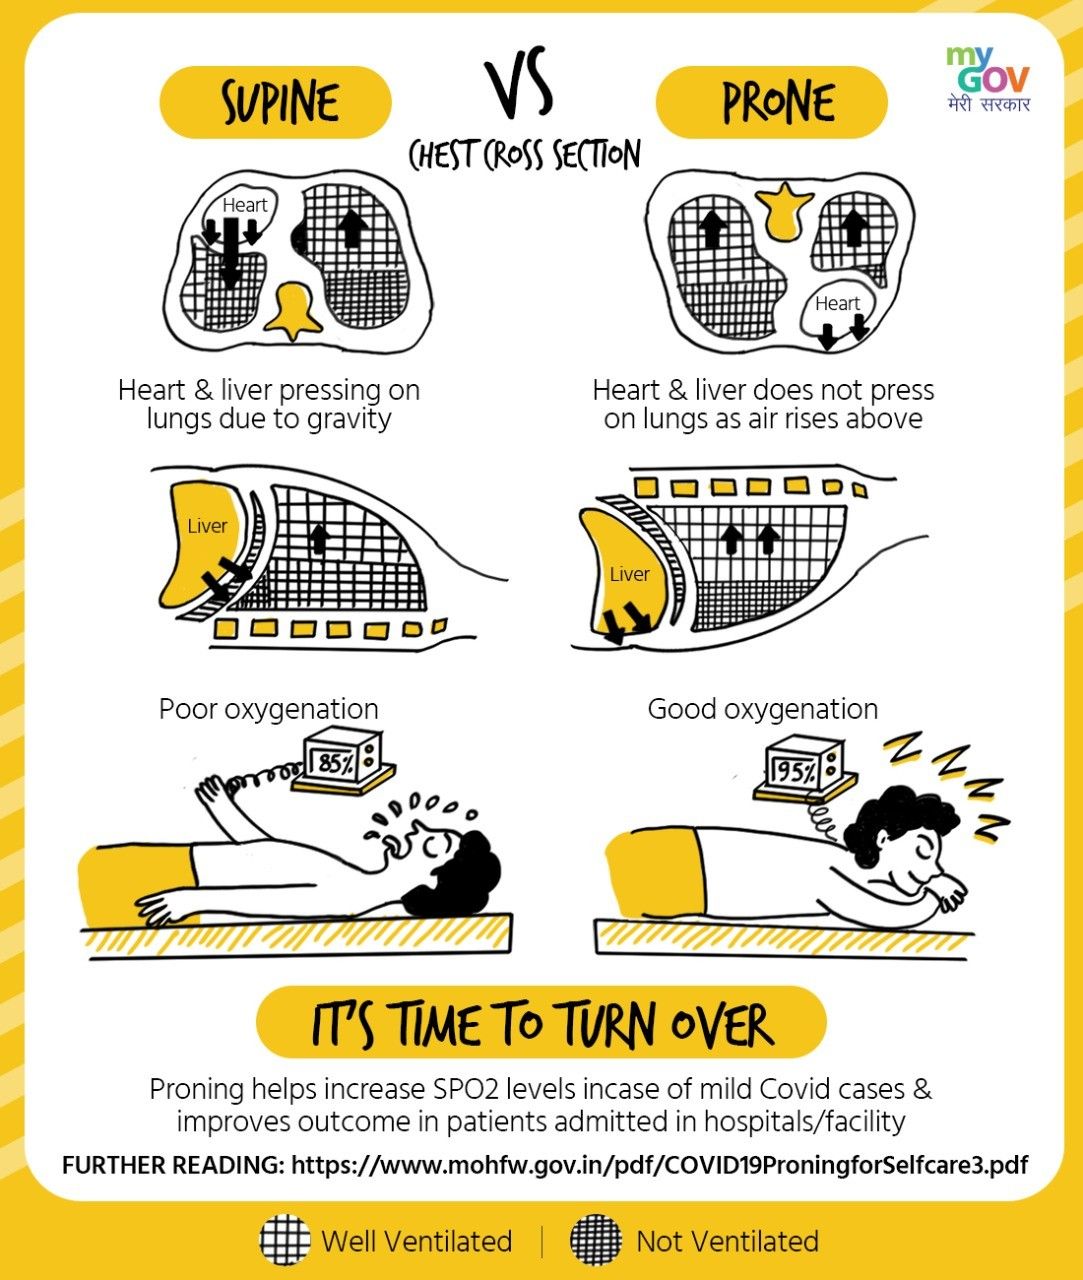 SUPINE
VS
PRONE
my
GOV
मेरी सरकार
CHEST CROSS SECTION
Heart
Heart
Heart & liver pressing on
lungs due to gravity
Heart & liver does not press
on lungs as air rises above
Liver
Liver
Poor oxygenation
Good oxygenation
85%
95%
IT'S TIME TO TURN OVER
Proning helps increase SPO2 levels incase of mild Covid cases &
improves outcome in patients admitted in hospitals/facility
FURTHER READING: https://www.mohfw.gov.in/pdf/COVID19ProningforSelfcare3.pdf
Well Ventilated
Not Ventilated